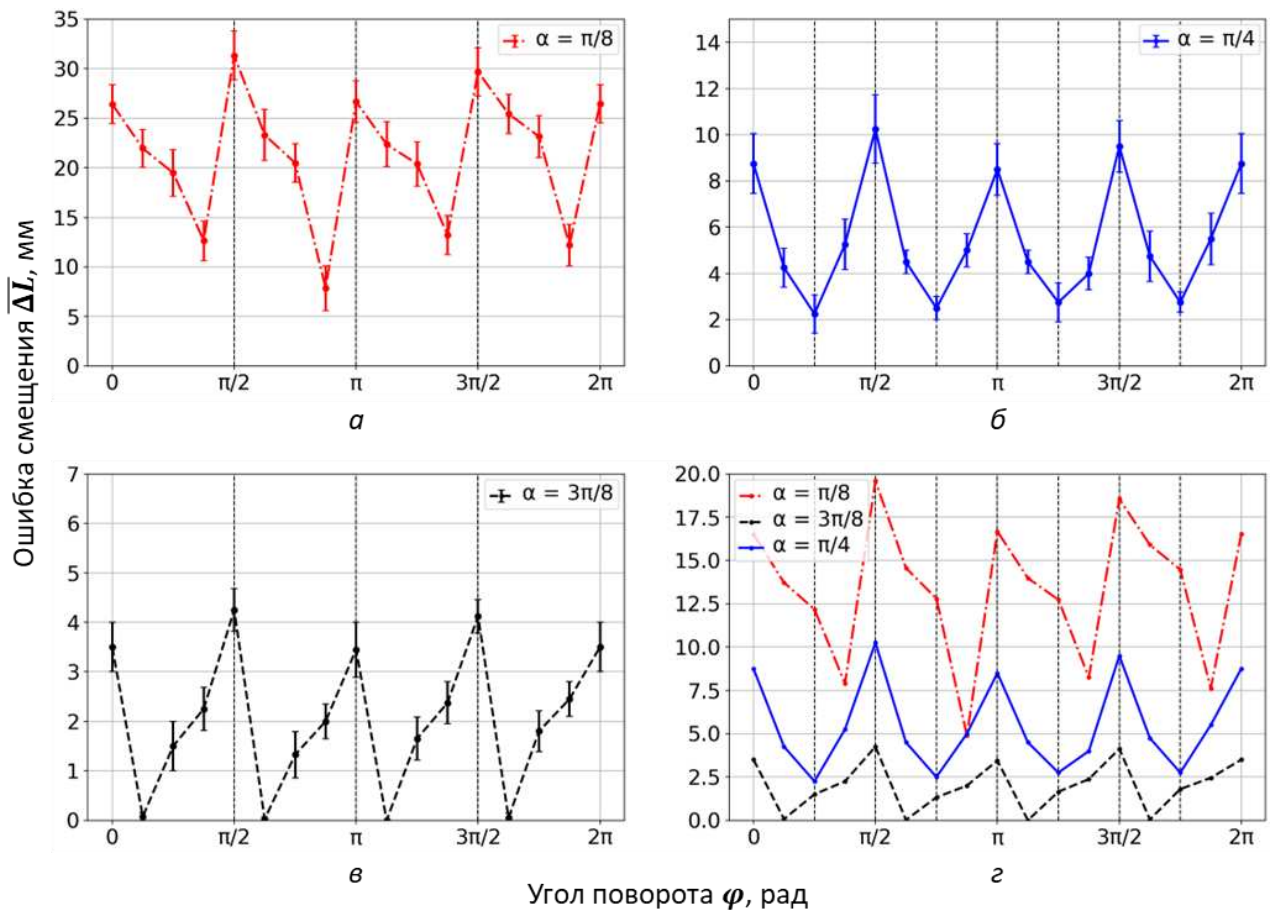 Ошибка смещения ΔL, мм
35
30
25
20
15
10
5
0
α = π/8
0 π/2 π 3π/2 2π
а
14
12
10
8
6
4
2
0
α = π/4
0 π/2 π 3π/2 2π
б
7
6
5
4
3
2
1
0
α = 3π/8
0 π/2 π 3π/2 2π
в
20.0
17.5
15.0
12.5
10.0
7.5
5.0
2.5
0.0
α = π/8
α = 3π/8
α = π/4
0 π/2 π 3π/2 2π
г
Угол поворота φ, рад